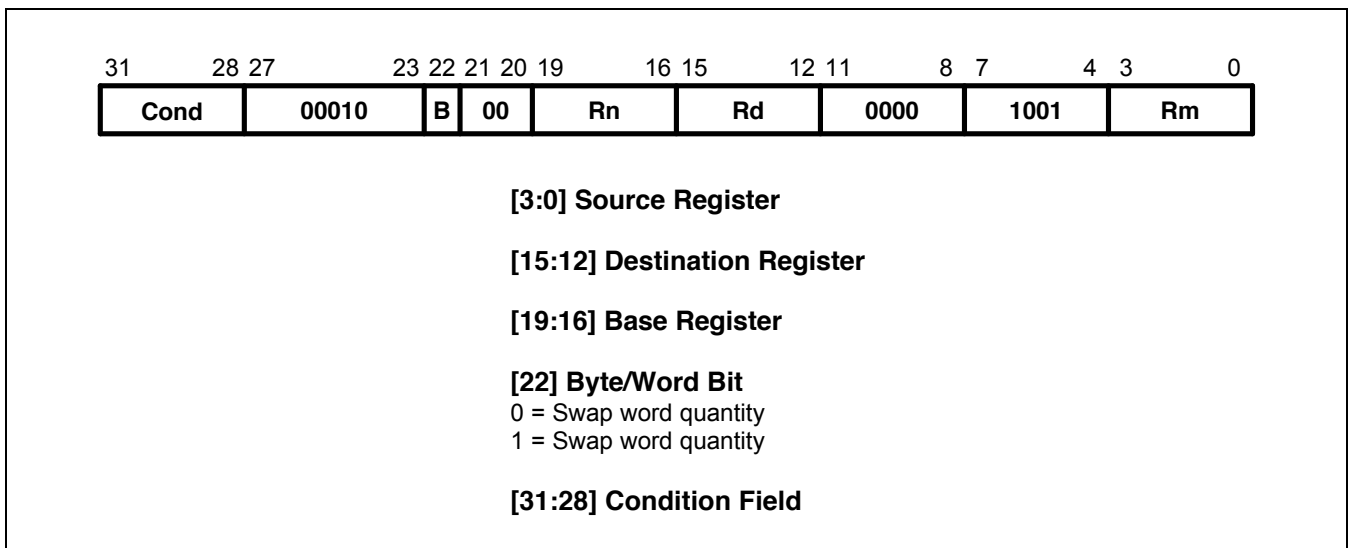 31 28 27 23 22 21 20 19 16 15 12 11 8 7 4 3 0
Cond 00010 B 00 Rn Rd 0000 1001 Rm
[3:0] Source Register
[15:12] Destination Register
[19:16] Base Register
[22] Byte/Word Bit
0 = Swap word quantity
1 = Swap word quantity
[31:28] Condition Field